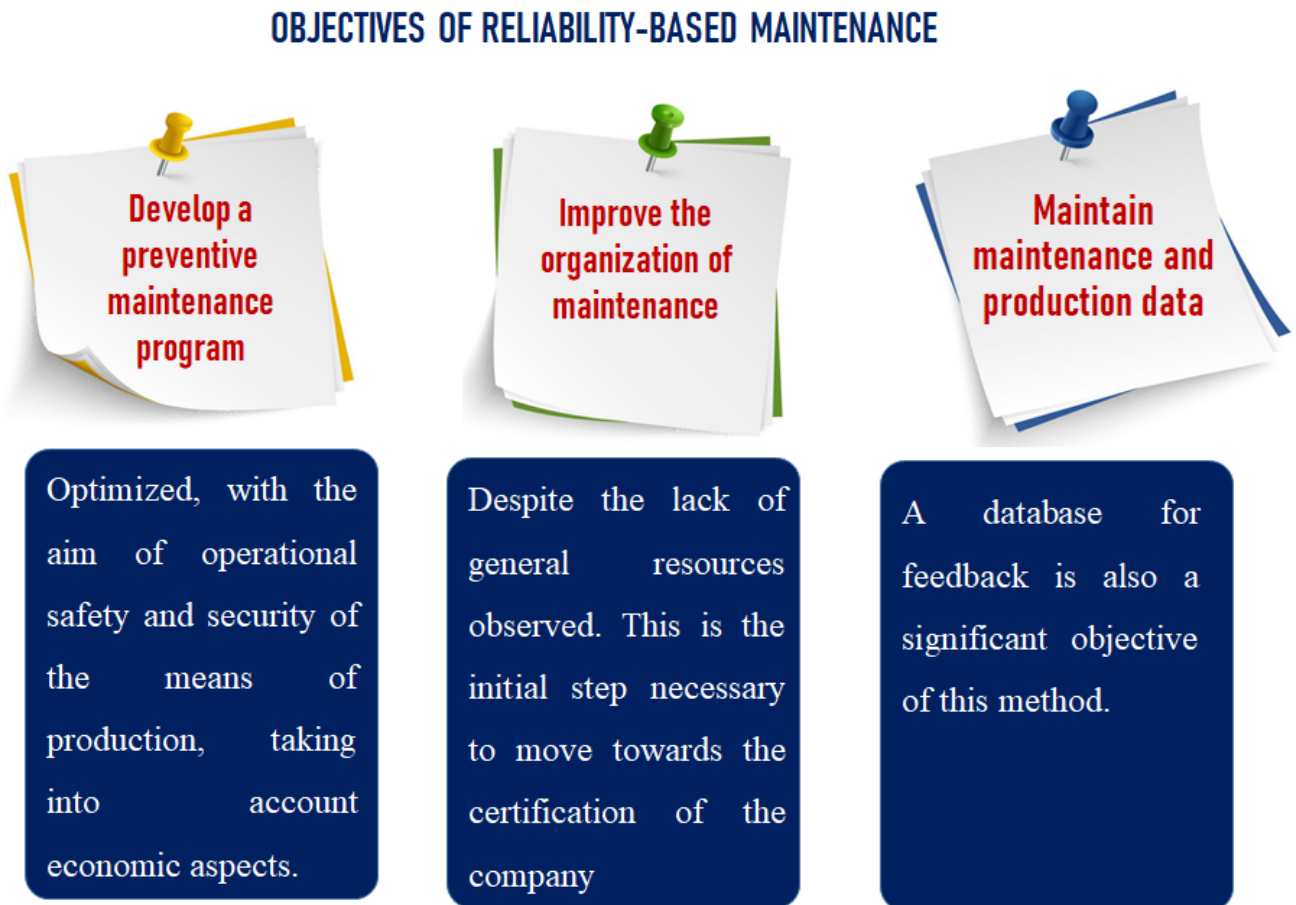 OBJECTIVES OF RELIABILITY-BASED MAINTENANCE
Develop a
preventive
maintenance
program
Optimized, with the
aim of operational
safety and security of
the means of
production, taking
into account
economic aspects.
Improve the
organization of
maintenance
Despite the lack of
general resources
observed. This is the
initial step necessary
to move towards the
certification of the
company
Maintain
maintenance and
production data
A database for
feedback is also a
significant objective
of this method.